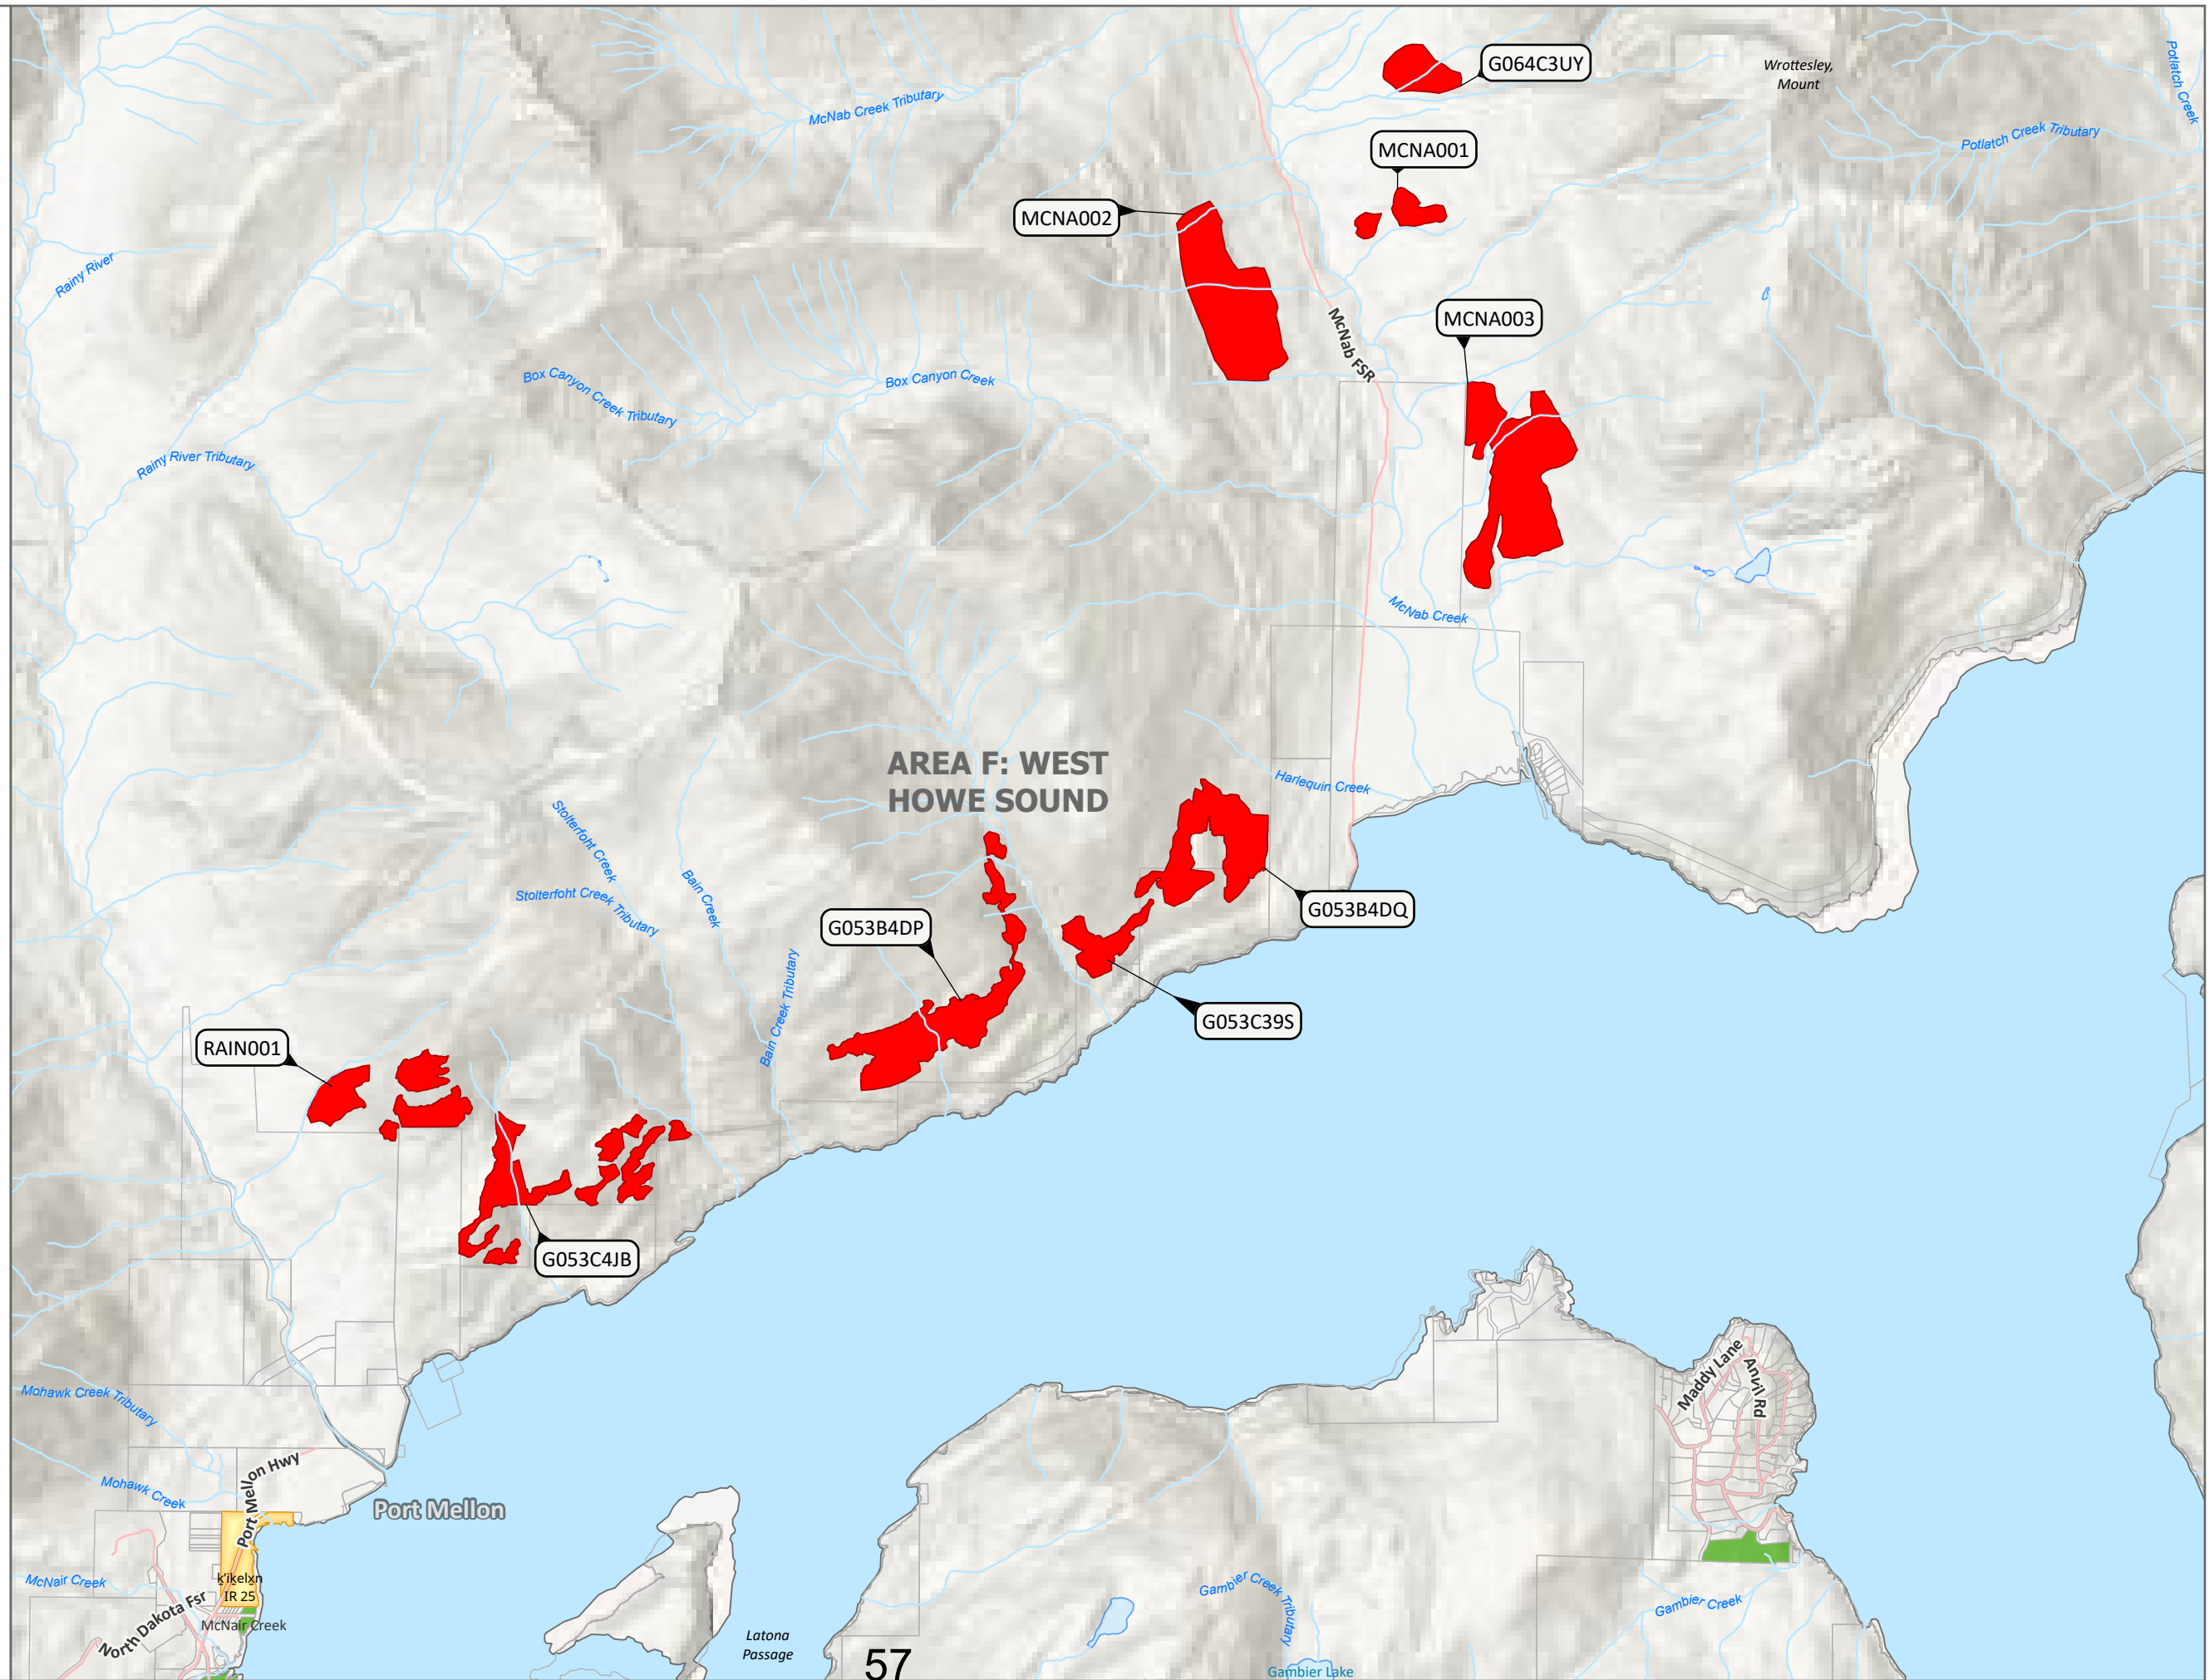 G064C3UY
Wrottesley,
Mount
Potlatch Creek
McNab Creek Tributary
Potlatch Creek Tributary
MCNA001
MCNA002
Rainy River
MCNA003
McNab FSR
Box Canyon Creek Tributary
Box Canyon Creek
Rainy River Tributary
McNab Creek
AREA F: WEST
HOWE SOUND
Harlequin Creek
Stolterfoht Creek
Stolterfoht Creek Tributary
Bain Creek
G053B4DP
G053B4DQ
Bain Creek Tributary
G053C39S
RAIN001
G053C4JB
Maddy Lane
Anvil Rd
Mohawk Creek Tributary
Port Mellon Hwy
Mohawk Creek
Port Mellon
McNair Creek
k̓ík̓elx̱n
IR 25
North Dakota Fsr
McNair Creek
Latona
Passage
57
Gambier Creek Tributary
Gambier Creek
Gambier Lake